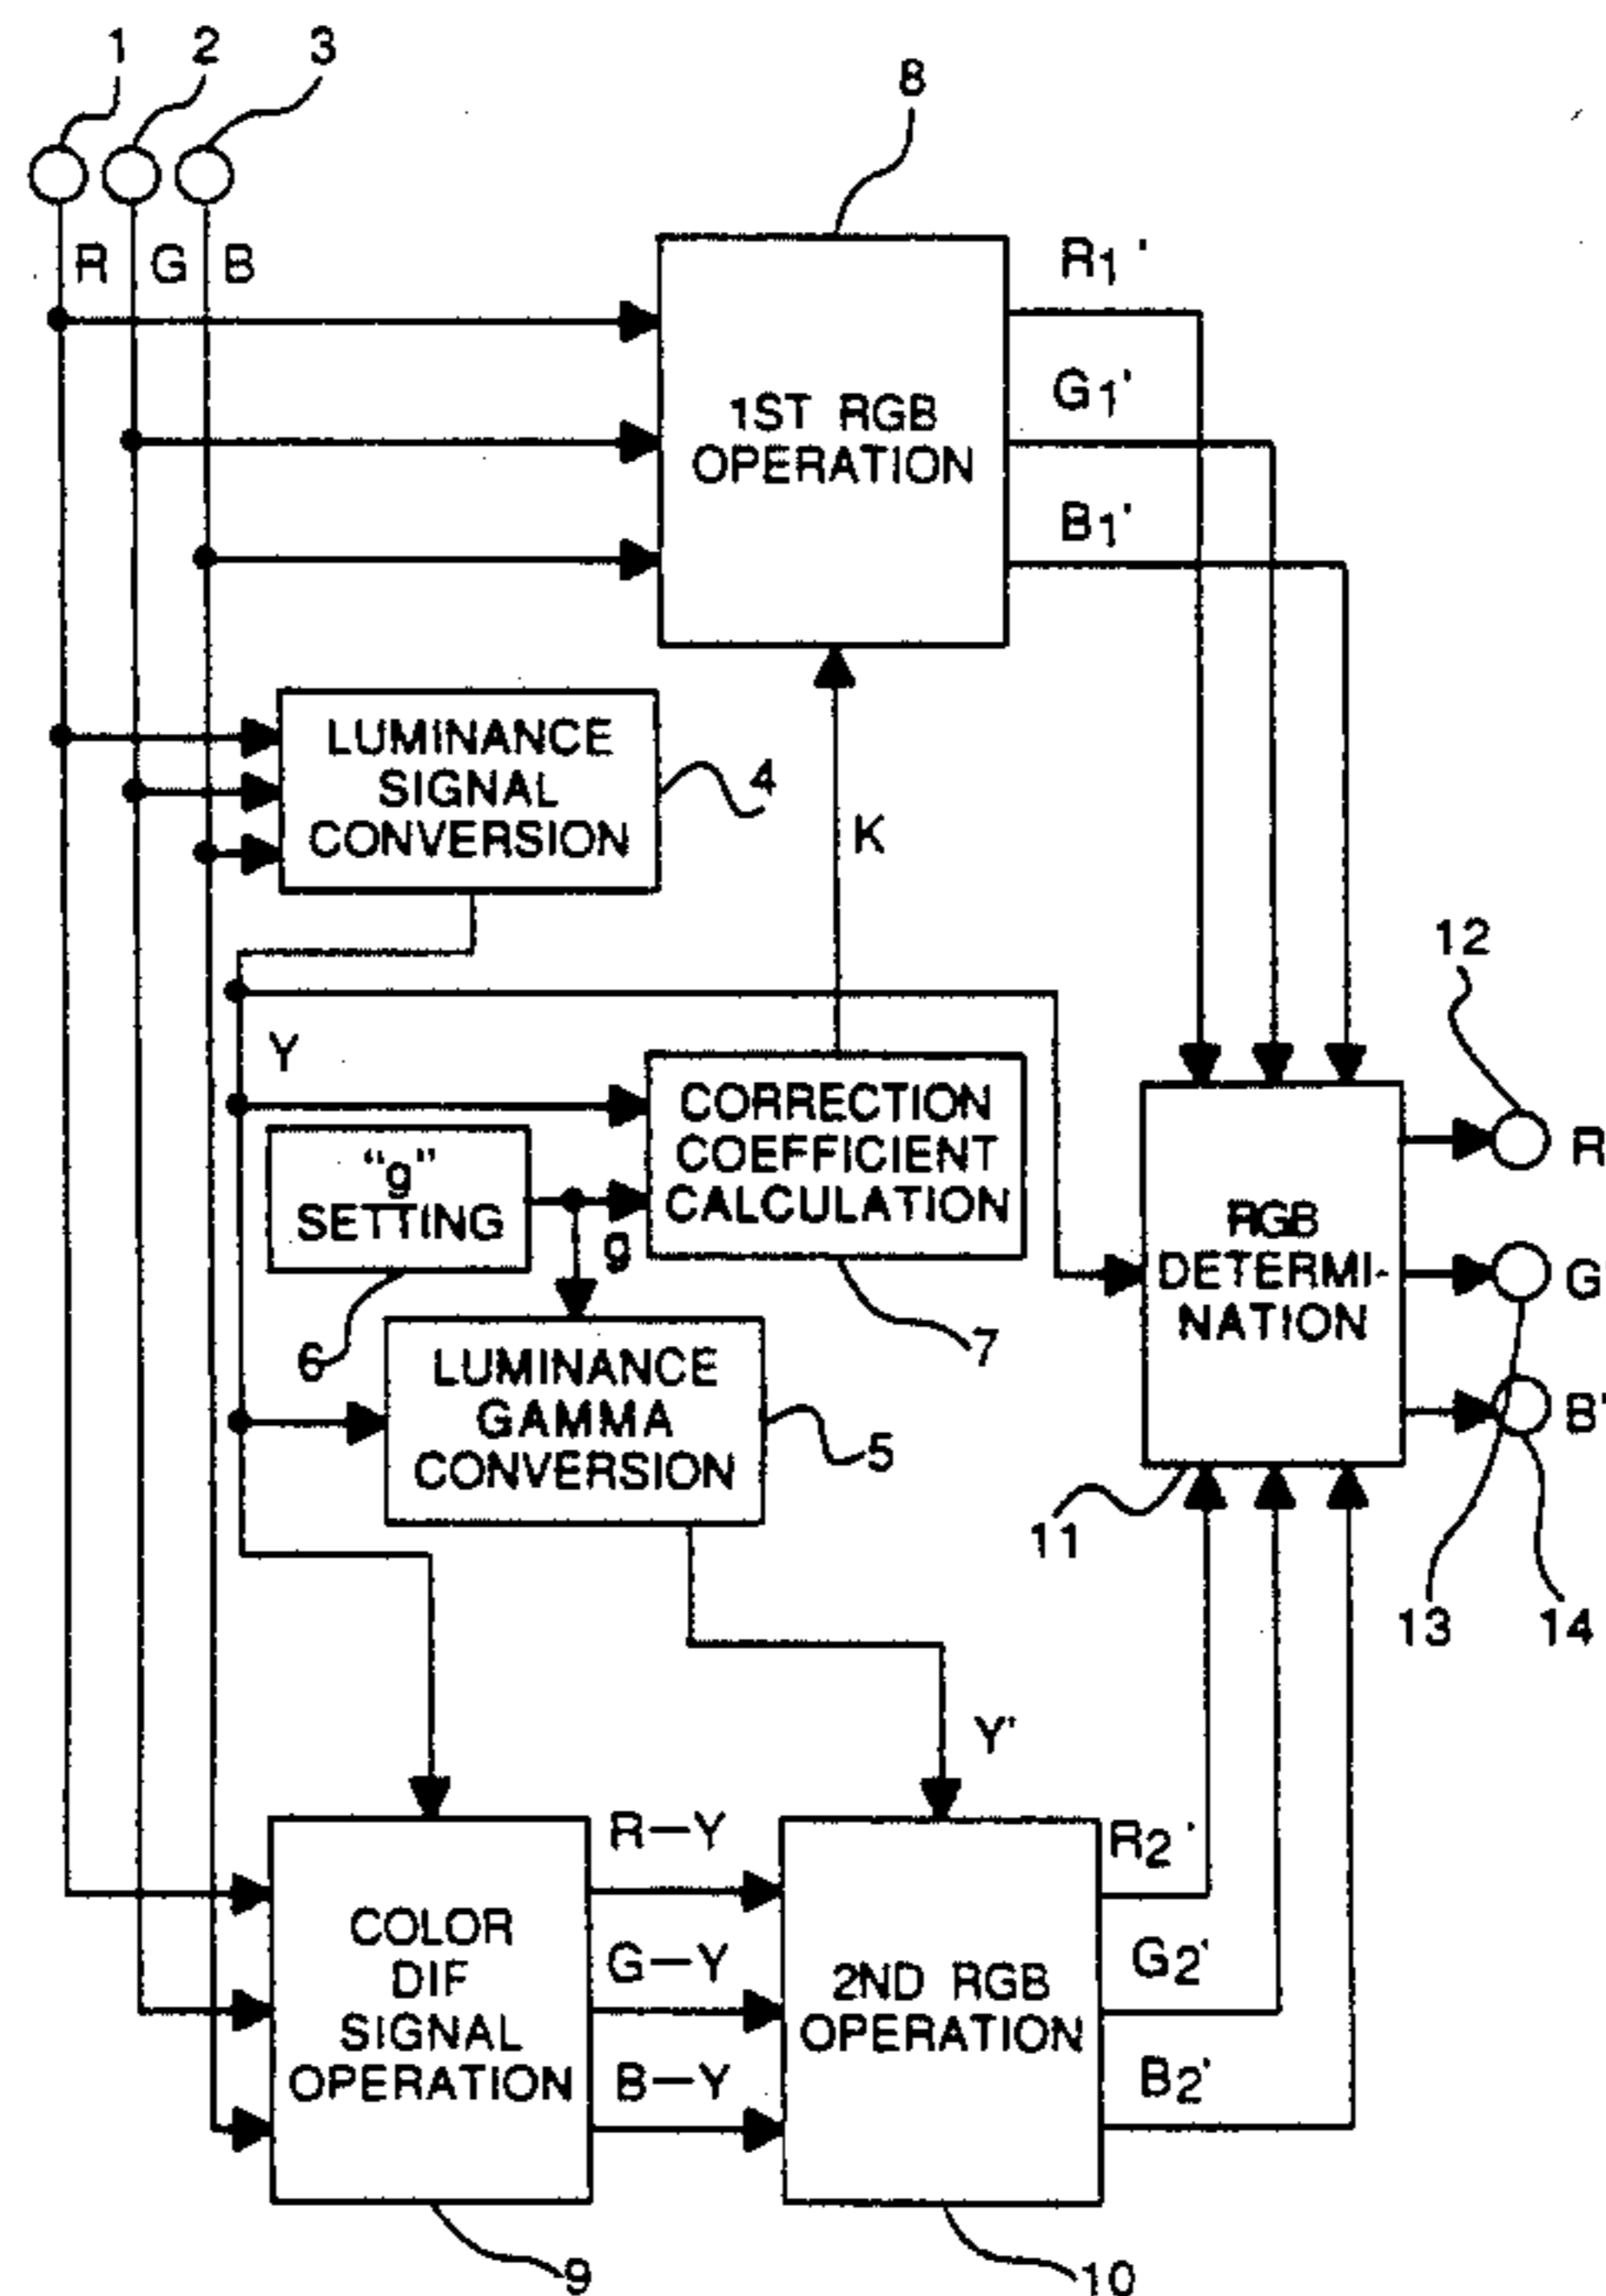 1 2 3
8
R G B
R1'
G1'
1ST RGB
OPERATION
B1'
LUMINANCE
SIGNAL
CONVERSION
4
K
12
Y
CORRECTION
COEFFICIENT
CALCULATION
"g"
SETTING
g
R
RGB
DETERMI-
NATION
G'
B'
6
7
LUMINANCE
GAMMA
CONVERSION
5
11
13
14
Y'
R—Y
R2'
COLOR
DIF
SIGNAL
OPERATION
G—Y
G2'
2ND RGB
OPERATION
B—Y
B2'
9
10